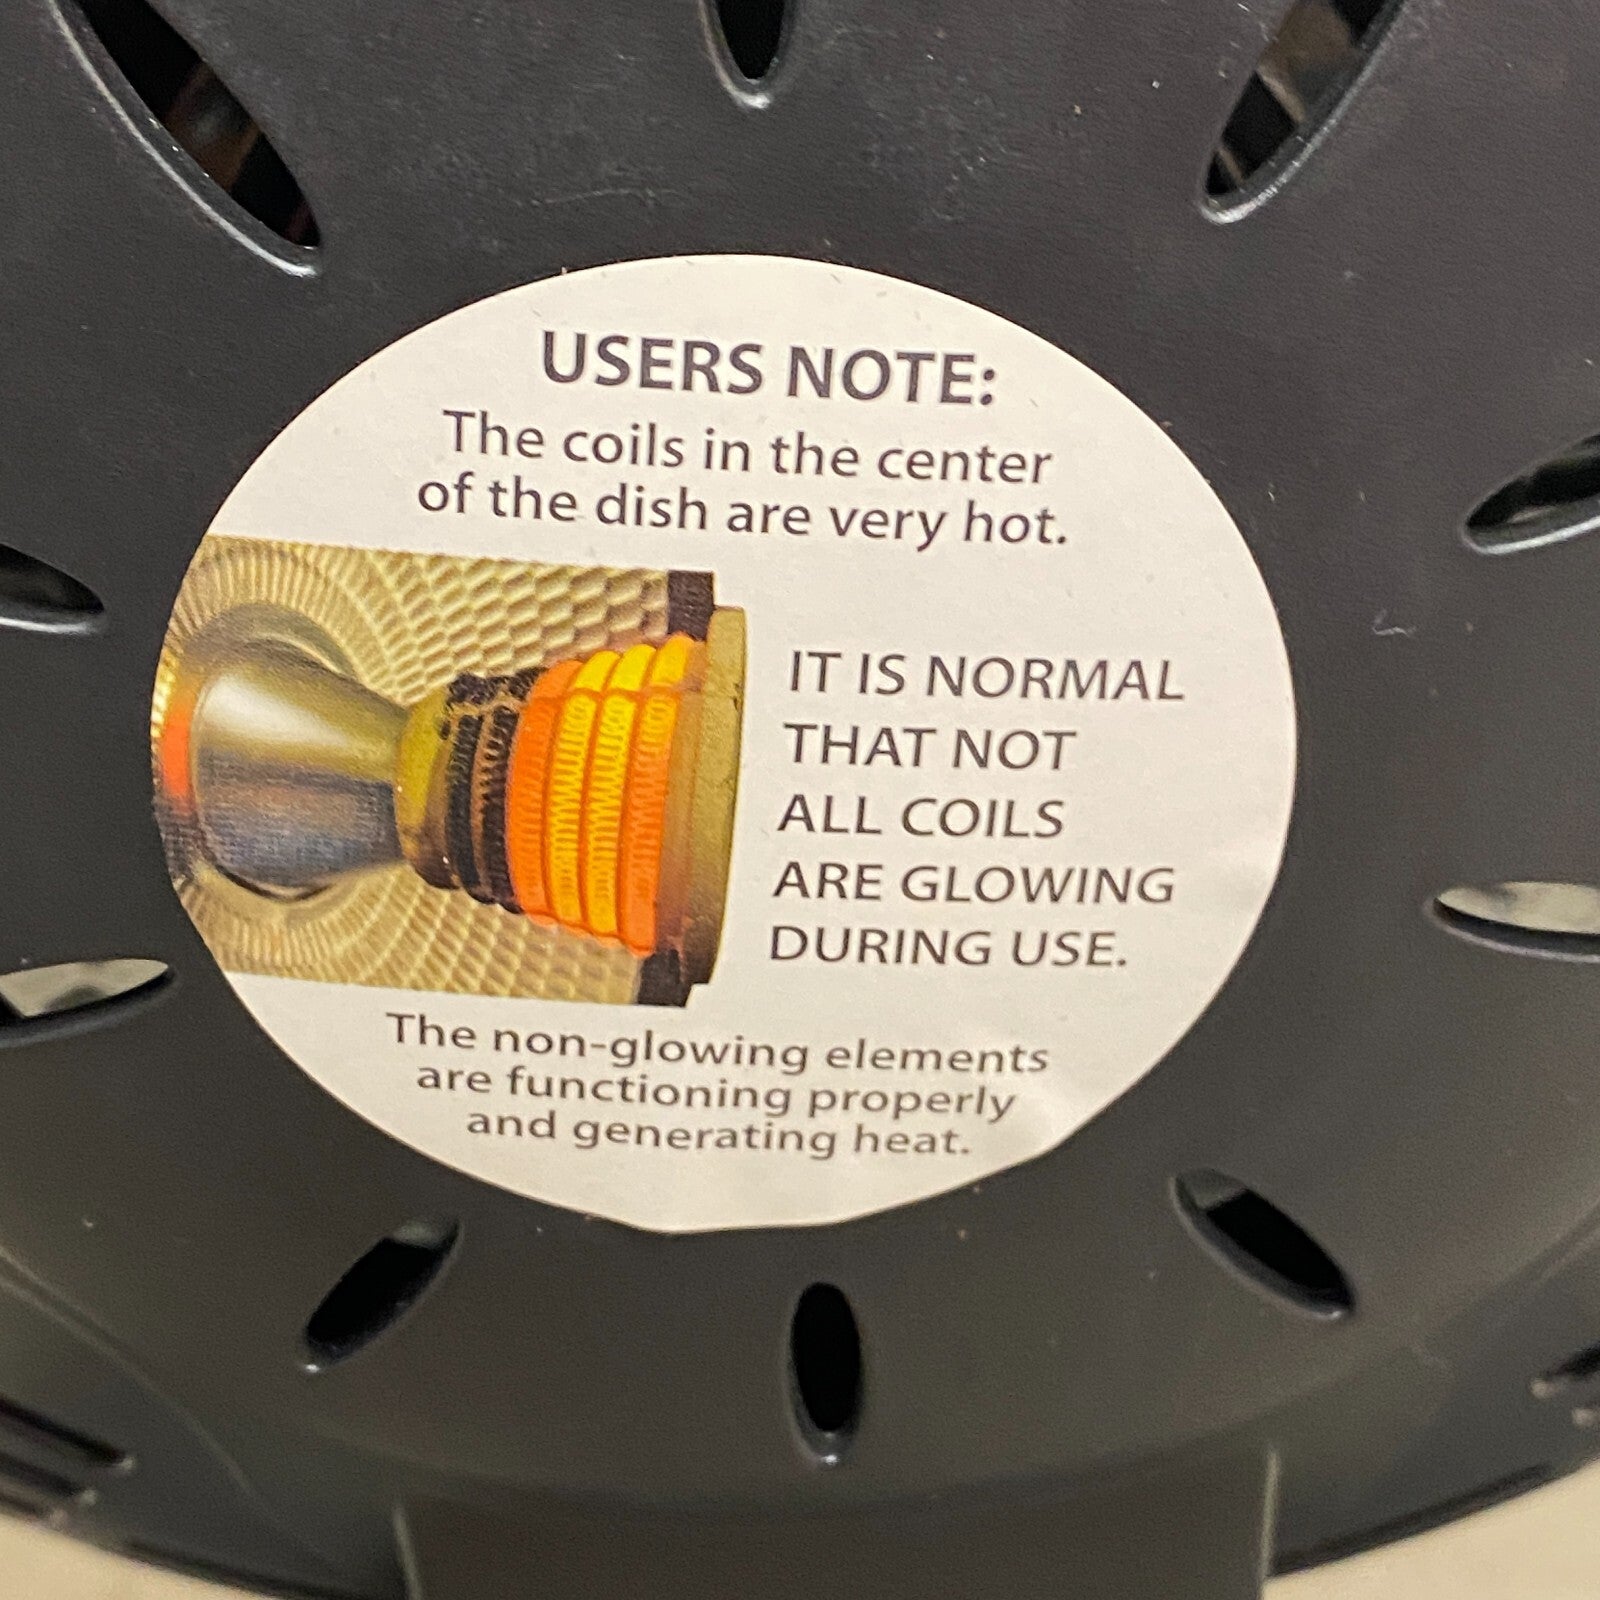 USERS NOTE:
The coils in the center
of the dish are very hot.
IT IS NORMAL
THAT NOT
ALL COILS
ARE GLOWING
DURING USE.
The non-glowing elements
are functioning properly
and generating heat.